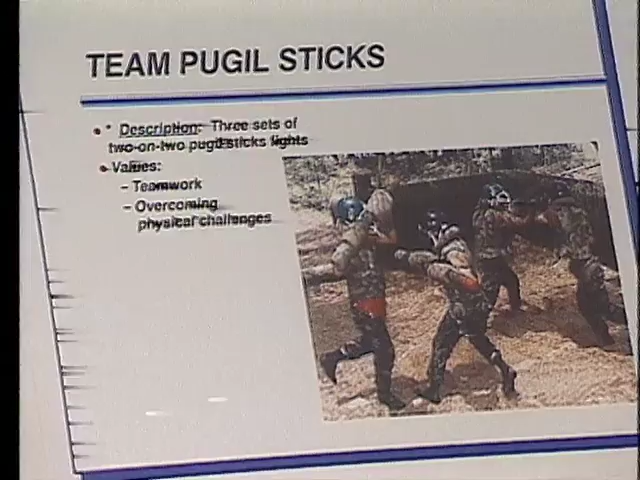 TEAM PUGIL STICKS
• * Description: Three sets of
two-on-two pugil sticks fights
• Values:
– Teamwork
– Overcoming
physical challenges